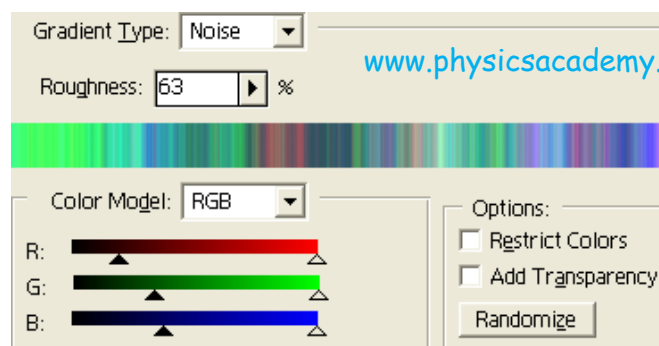 Gradient Type: Noise
www.physicsacademy.
Roughness: 63 %
Color Model: RGB
Options:
R:
Restrict Colors
G:
Add Transparency
B:
Randomize